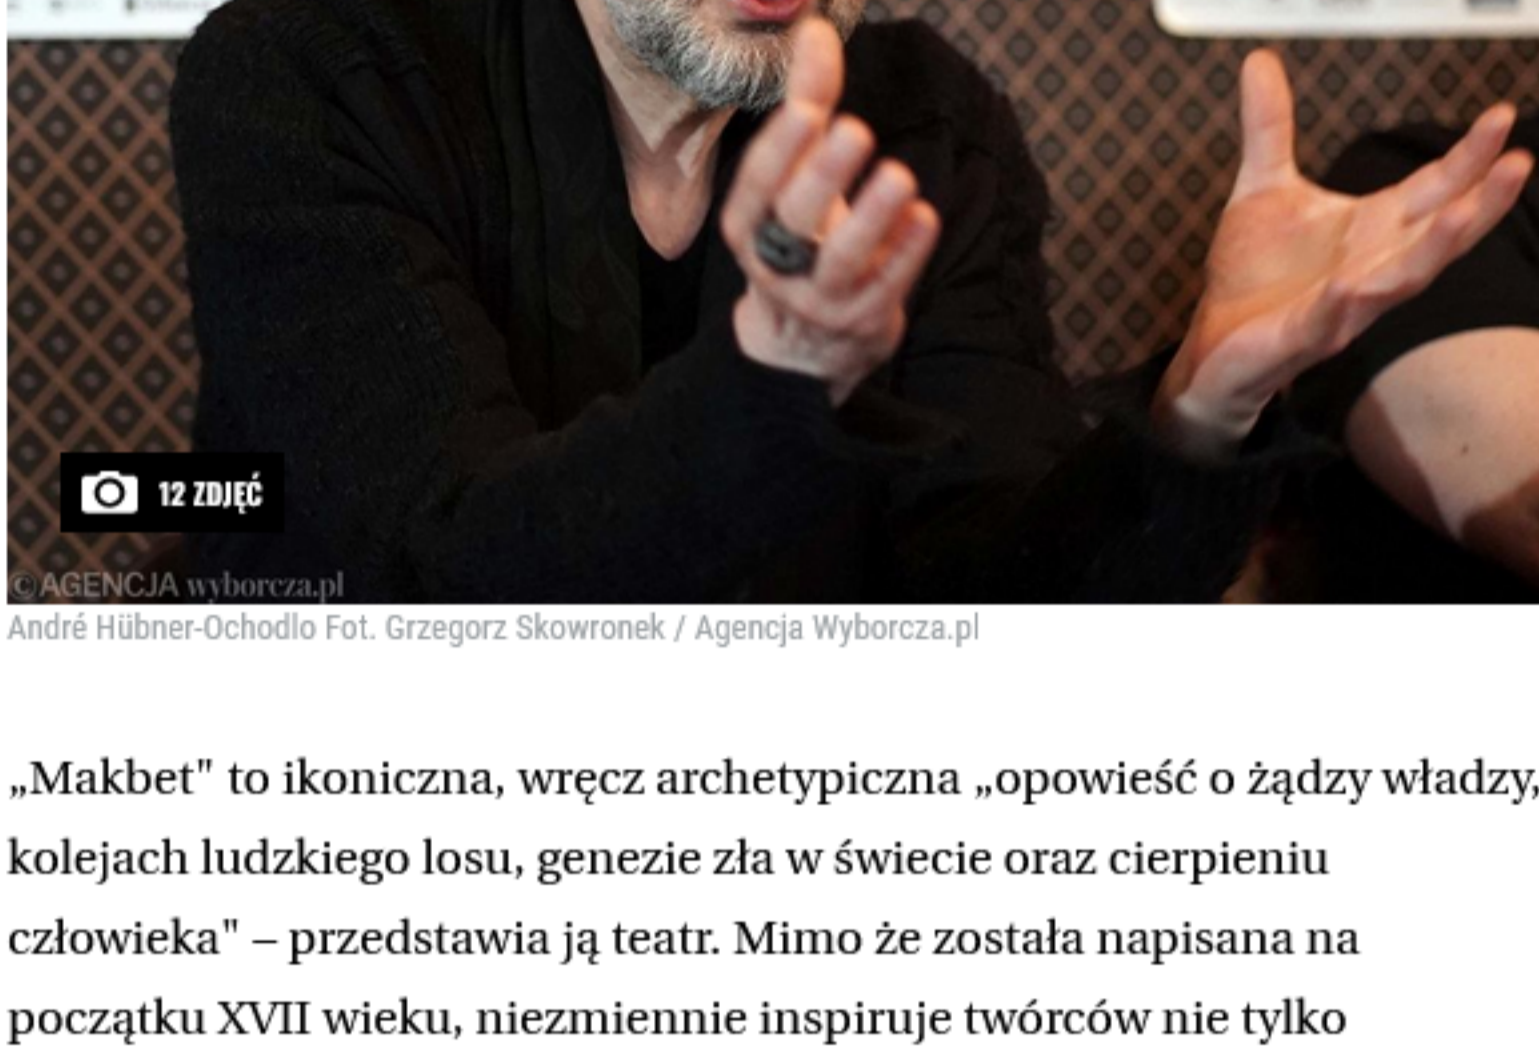 12 ZDJĘĆ
©AGENCJA wyborcza.pl
André Hübner-Ochodlo Fot. Grzegorz Skowronek / Agencja Wyborcza.pl
„Makbet" to ikoniczna, wręcz archetypiczna „opowieść o żądzy władzy,
kolejach ludzkiego losu, genezie zła w świecie oraz cierpieniu
człowieka" – przedstawia ją teatr. Mimo że została napisana na
początku XVII wieku, niezmiennie inspiruje twórców nie tylko